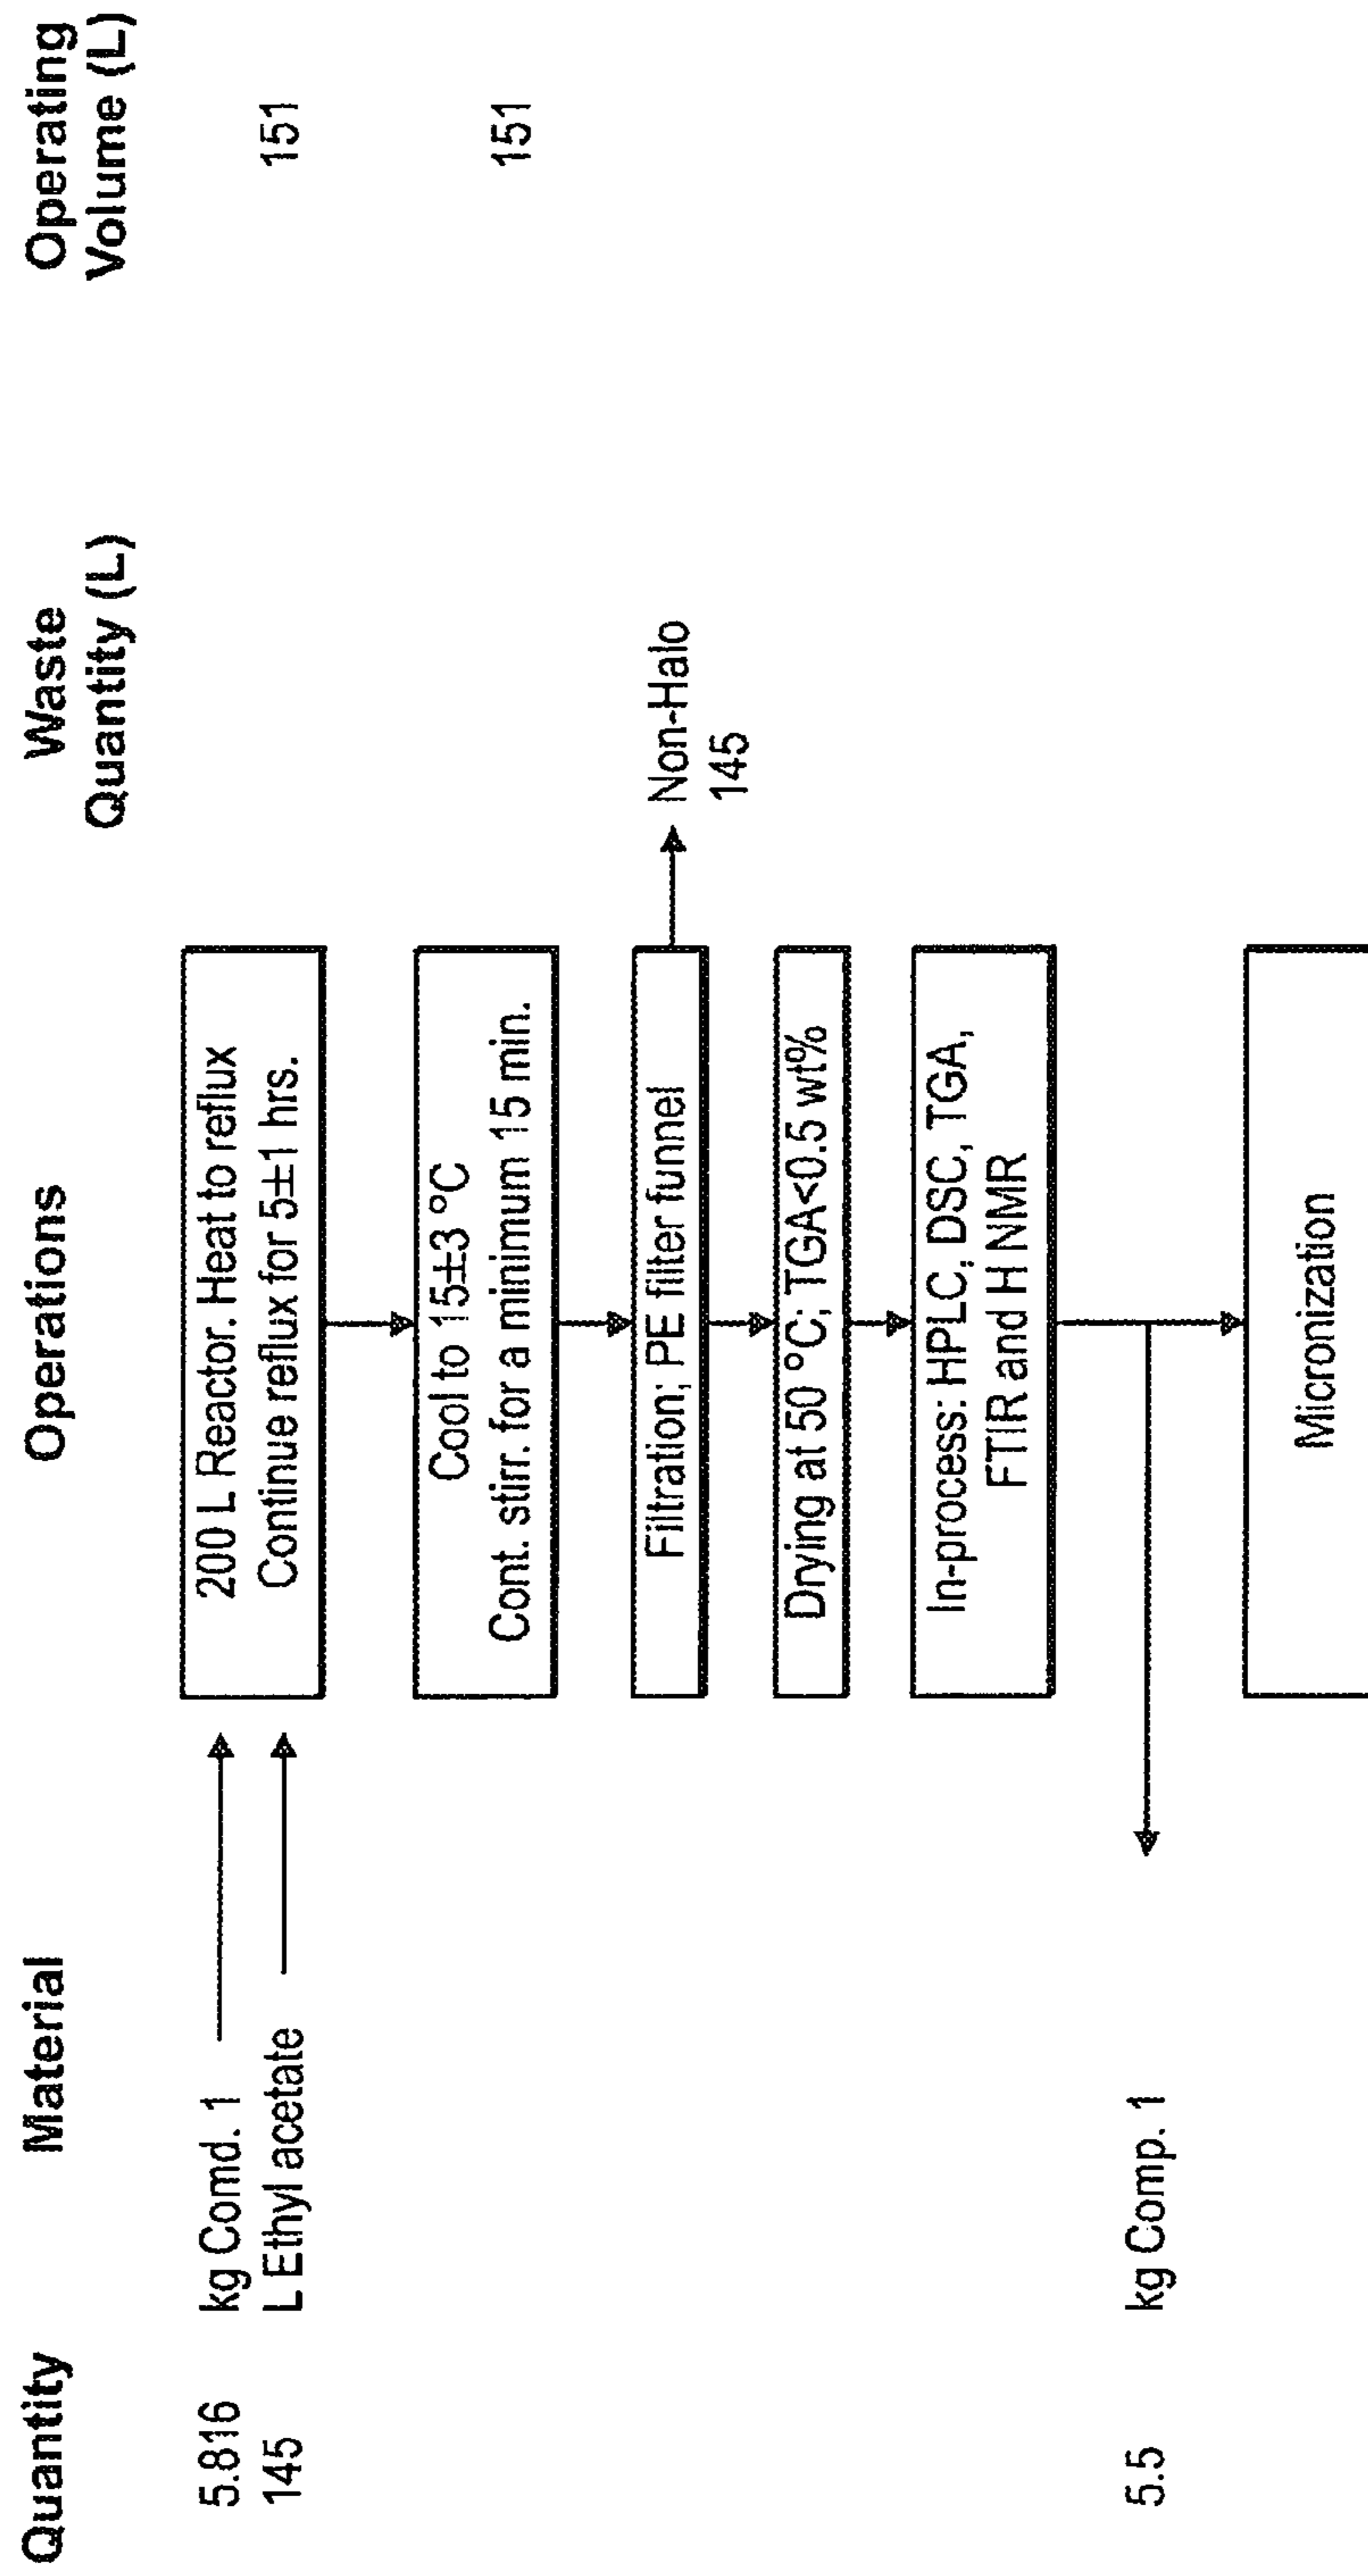 Quantity
Material
Operations
Waste
Quantity (L)
Operating
Volume (L)
5.816
kg Comd. 1
145
L Ethyl acetate
200 L Reactor. Heat to reflux
Continue reflux for 5±1 hrs.
151
Cool to 15±3 °C
Cont. stirr. for a minimum 15 min.
151
Filtration; PE filter funnel
Non-Halo
145
Drying at 50 °C; TGA<0.5 wt%
In-process: HPLC, DSC, TGA,
FTIR and H NMR
5.5
kg Comp. 1
Micronization